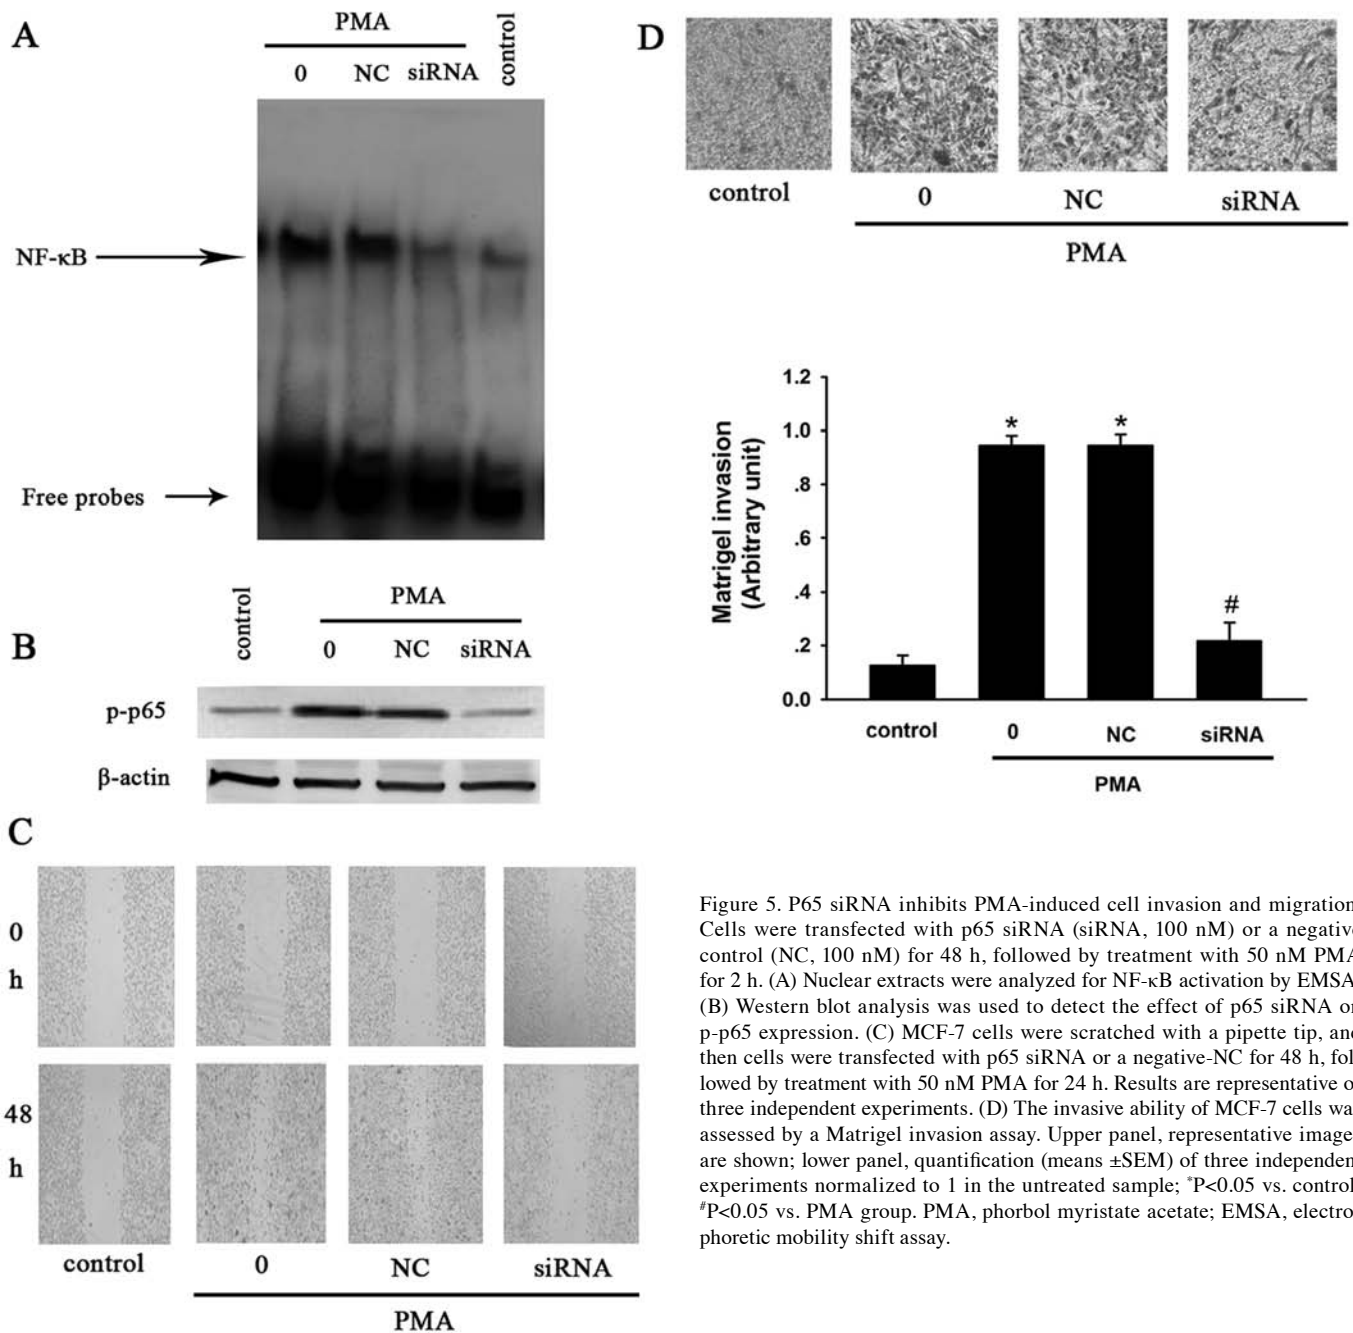 A
PMA
0 NC siRNA control
NF-κB
Free probes
B
control PMA
0 NC siRNA
p-p65
β-actin
C
0
h
48
h
control 0 NC siRNA
PMA
D
control 0 NC siRNA
PMA
Matrigel invasion
(Arbitrary unit)
1.2
1.0
.8
.6
.4
.2
0.0
* * #
control 0 NC siRNA
PMA
Figure 5. P65 siRNA inhibits PMA-induced cell invasion and migration
Cells were transfected with p65 siRNA (siRNA, 100 nM) or a negative
control (NC, 100 nM) for 48 h, followed by treatment with 50 nM PMA
for 2 h. (A) Nuclear extracts were analyzed for NF-κB activation by EMSA
(B) Western blot analysis was used to detect the effect of p65 siRNA on
p-p65 expression. (C) MCF-7 cells were scratched with a pipette tip, and
then cells were transfected with p65 siRNA or a negative-NC for 48 h, fol
lowed by treatment with 50 nM PMA for 24 h. Results are representative o
three independent experiments. (D) The invasive ability of MCF-7 cells wa
assessed by a Matrigel invasion assay. Upper panel, representative image
are shown; lower panel, quantification (means ±SEM) of three independen
experiments normalized to 1 in the untreated sample; *P<0.05 vs. control
#P<0.05 vs. PMA group. PMA, phorbol myristate acetate; EMSA, electro
phoretic mobility shift assay.